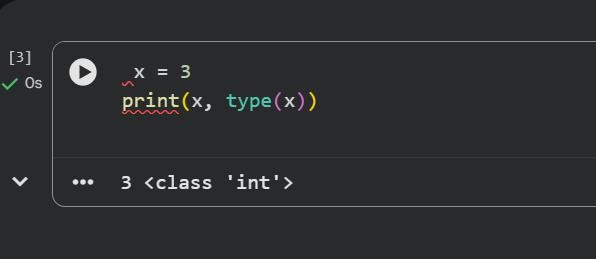 [3]
0s
x = 3
print(x, type(x))
3 <class 'int'>